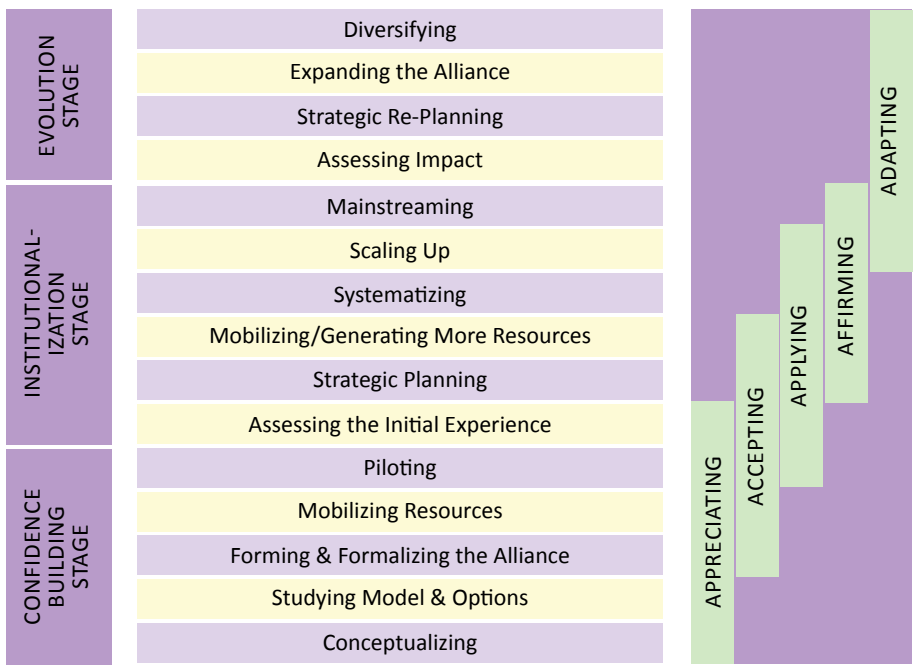 EVOLUTION
STAGE
Diversifying
Expanding the Alliance
Strategic Re-Planning
Assessing Impact
INSTITUTIONAL-
IZATION
STAGE
Mainstreaming
Scaling Up
Systematizing
Mobilizing/Generating More Resources
Strategic Planning
Assessing the Initial Experience
CONFIDENCE
BUILDING
STAGE
Piloting
Mobilizing Resources
Forming & Formalizing the Alliance
Studying Model & Options
Conceptualizing
APPRECIATING
ACCEPTING
APPLYING
AFFIRMING
ADAPTING